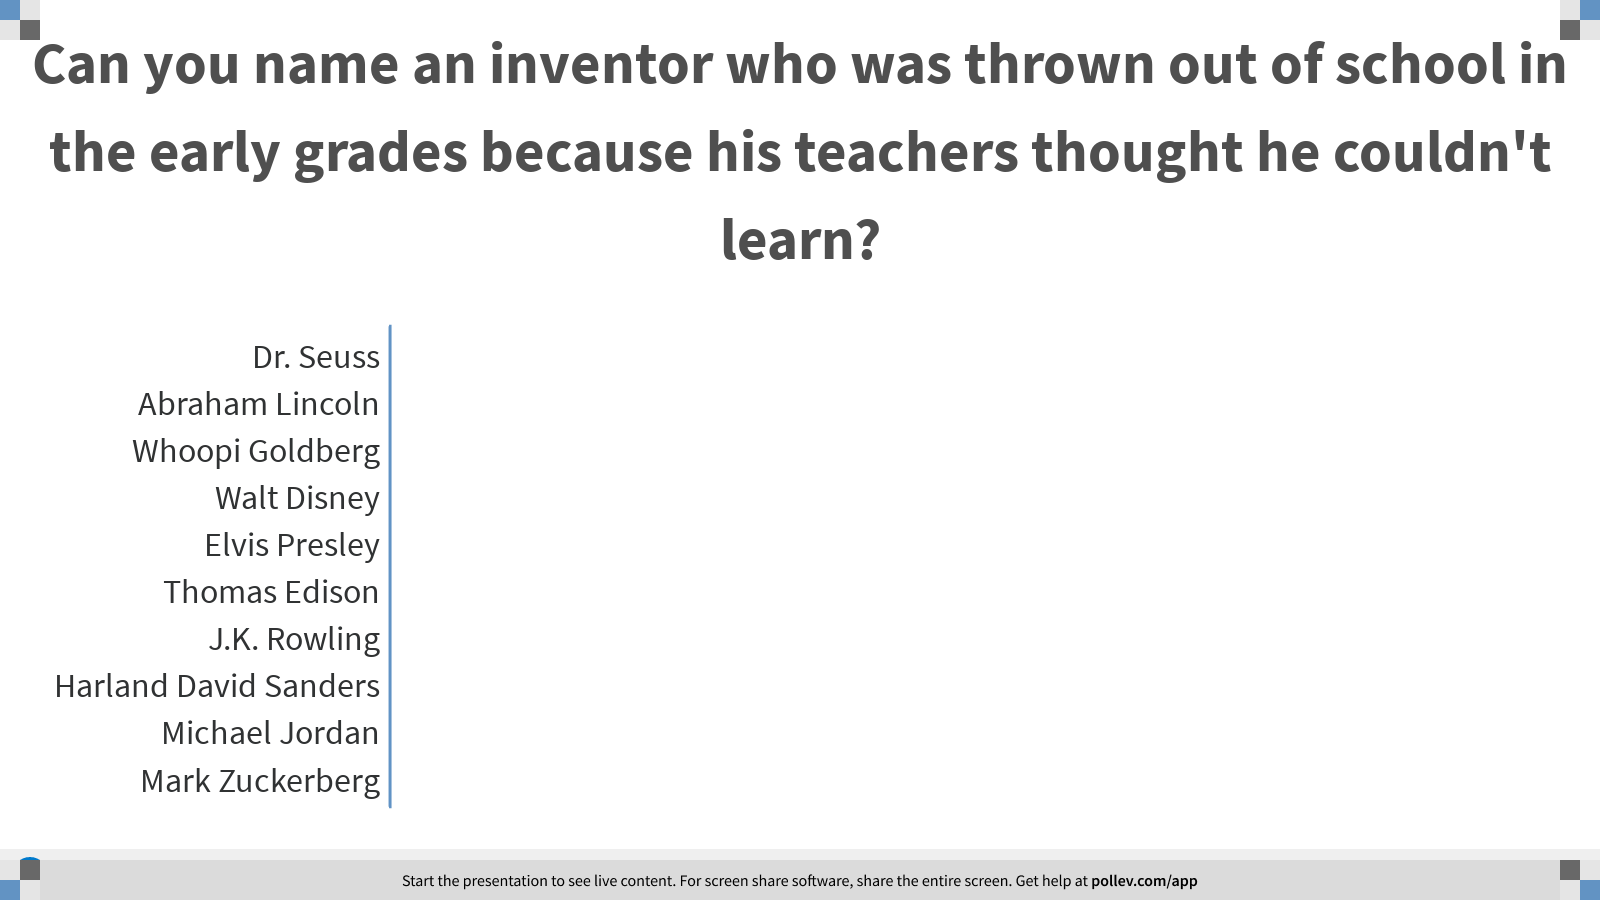 Can you name an inventor who was thrown out of school in
the early grades because his teachers thought he couldn't
learn?
Dr. Seuss
Abraham Lincoln
Whoopi Goldberg
Walt Disney
Elvis Presley
Thomas Edison
J.K. Rowling
Harland David Sanders
Michael Jordan
Mark Zuckerberg
Start the presentation to see live content. For screen share software, share the entire screen. Get help at pollev.com/app